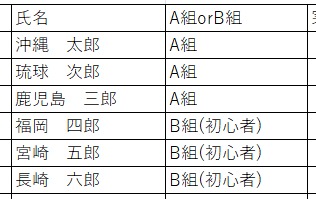 氏名 A組orB組
沖縄　太郎 A組
琉球　次郎 A組
鹿児島　三郎 A組
福岡　四郎 B組(初心者)
宮崎　五郎 B組(初心者)
長崎　六郎 B組(初心者)